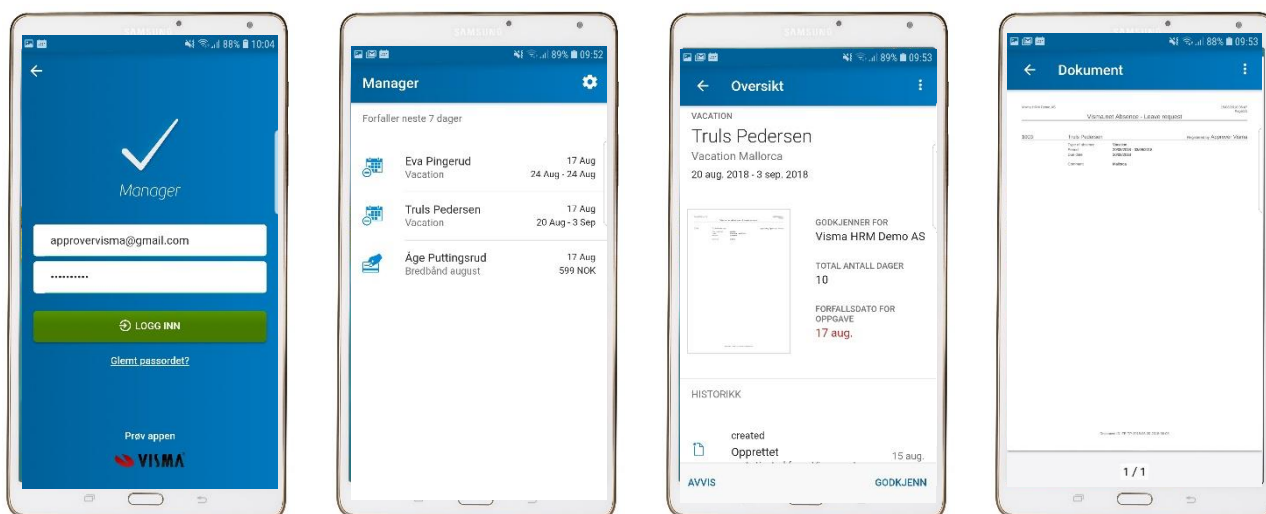 SAMSUNG
88% 10:04
Manager
approvervisma@gmail.com
••••••••••
LOGG INN
Glemt passordet?
Prøv appen
VISMA
SAMSUNG
89% 09:52
Manager
Forfaller neste 7 dager
Eva Pingerud 17 Aug
Vacation 24 Aug - 24 Aug
Truls Pedersen 17 Aug
Vacation 20 Aug - 3 Sep
Åge Puttingsrud 17 Aug
Bredbånd august 599 NOK
SAMSUNG
89% 09:53
Oversikt
VACATION
Truls Pedersen
Vacation Mallorca
20 aug. 2018 - 3 sep. 2018
GODKJENNER FOR
Visma HRM Demo AS
TOTAL ANTALL DAGER
10
FORFALLSDATO FOR
OPPGAVE
17 aug.
HISTORIKK
created
Opprettet 15 aug.
AVVIS GODKJENN
88% 09:53
Dokument
Visma.net Absence - Leave request
Truls Pedersen Approver Visma
Vacation
Mallorca
1/1